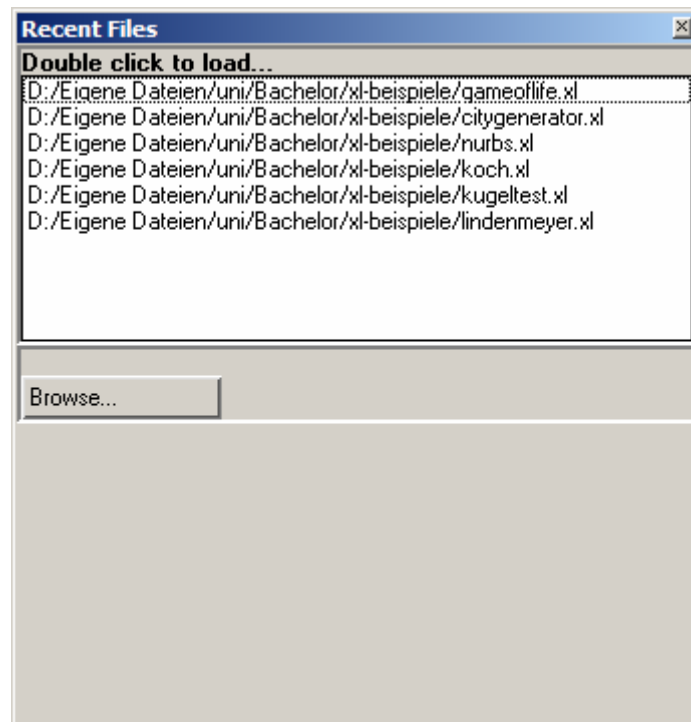 Recent Files
Double click to load...
D:/Eigene Dateien/uni/Bachelor/xl-beispiele/gameoflife.xl
D:/Eigene Dateien/uni/Bachelor/xl-beispiele/citygenerator.xl
D:/Eigene Dateien/uni/Bachelor/xl-beispiele/nurbs.xl
D:/Eigene Dateien/uni/Bachelor/xl-beispiele/koch.xl
D:/Eigene Dateien/uni/Bachelor/xl-beispiele/kugeltest.xl
D:/Eigene Dateien/uni/Bachelor/xl-beispiele/lindenmeyer.xl
Browse...